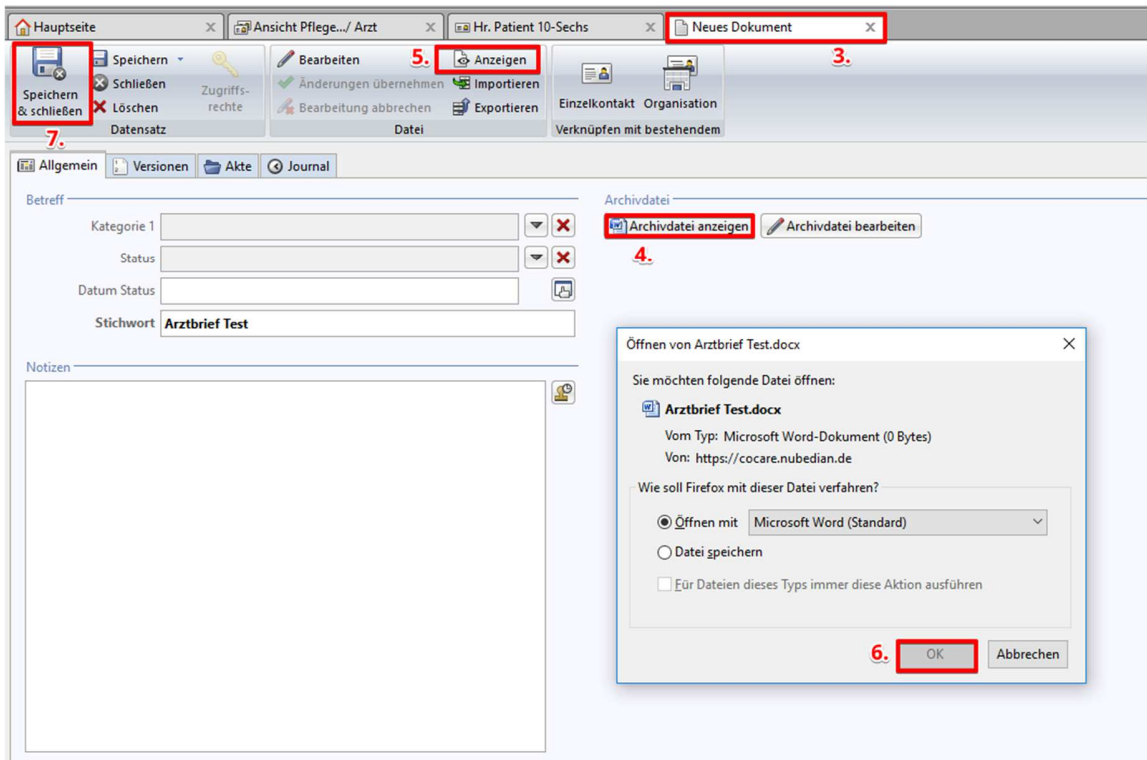 Hauptseite X Ansicht Pflege.../ Arzt X Hr. Patient 10-Sechs X Neues Dokument X
3.
Speichern & schließen
Speichern
Schließen
Löschen
Zugriffs-
rechte
Datensatz
7.
Bearbeiten
Änderungen übernehmen
Bearbeitung abbrechen
5. Anzeigen
Importieren
Exportieren
Datei
Einzelkontakt Organisation
Verknüpfen mit bestehendem
Allgemein Versionen Akte Journal
Betreff
Kategorie 1
Status
Datum Status
Stichwort Arztbrief Test
Notizen
Archivdatei
Archivdatei anzeigen Archivdatei bearbeiten
4.
Öffnen von Arztbrief Test.docx
Sie möchten folgende Datei öffnen:
Arztbrief Test.docx
Vom Typ: Microsoft Word-Dokument (0 Bytes)
Von: https://cocare.nubedian.de
Wie soll Firefox mit dieser Datei verfahren?
Öffnen mit Microsoft Word (Standard)
Datei speichern
Für Dateien dieses Typs immer diese Aktion ausführen
6. OK Abbrechen